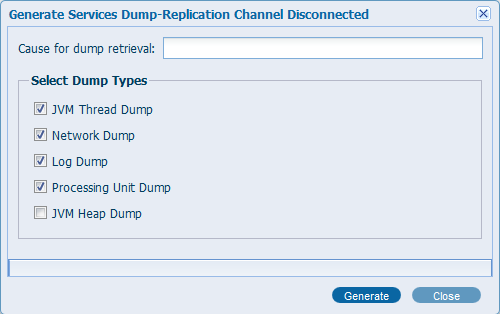 Generate Services Dump-Replication Channel Disconnected
Cause for dump retrieval:
Select Dump Types
JVM Thread Dump
Network Dump
Log Dump
Processing Unit Dump
JVM Heap Dump
Generate Close